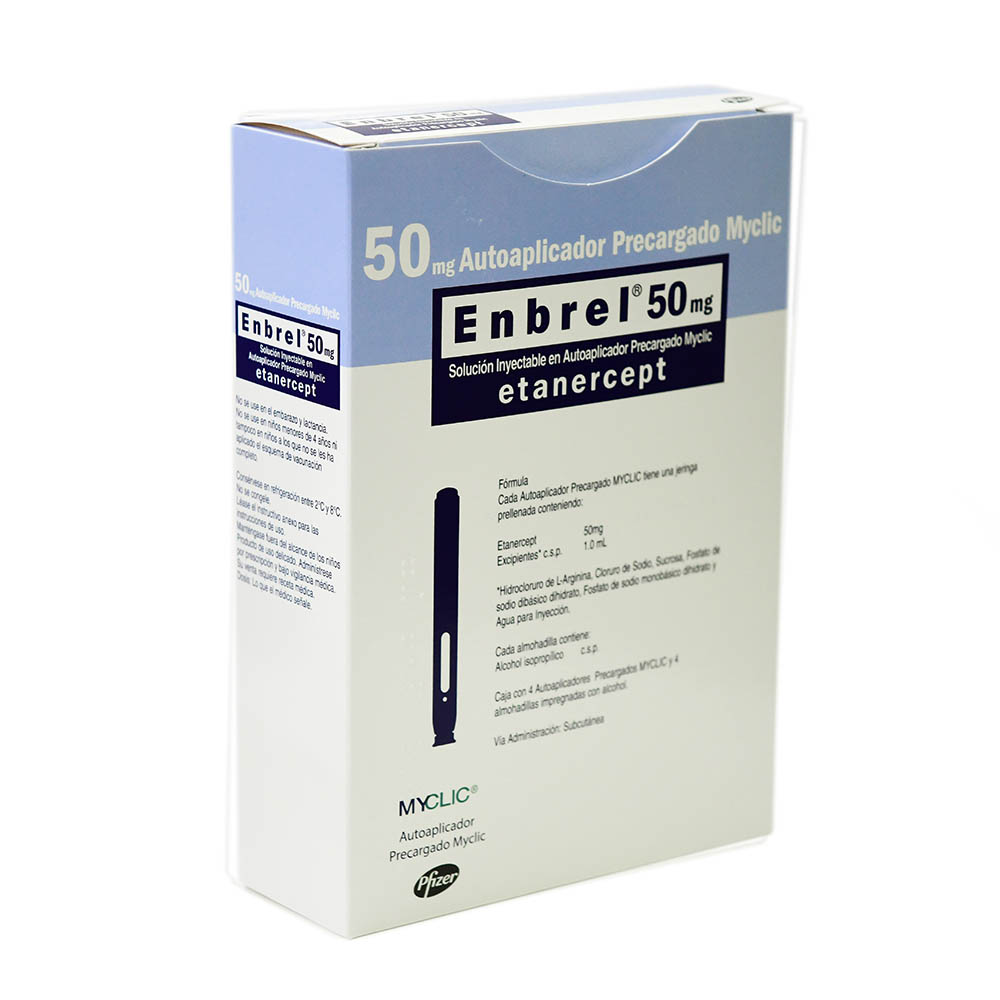 Enbrel® 50mg
etanercept
Pfizer
50mg Autoaplicador Precargado Myclic
Enbrel® 50mg
Solución Inyectable en Autoaplicador Precargado Myclic
etanercept
Fórmula
Cada Autoaplicador Precargado MYCLIC tiene una jeringa
prellenada conteniendo:
Etanercept 50mg
Excipientes* c.s.p. 1.0 mL
*Hidrocloruro de L-Arginina, Cloruro de Sodio, Sucrosa, Fosfato de
sodio dibásico dihidrato, Fosfato de sodio monobásico dihidrato y
Agua para Inyección.
Cada almohadilla contiene:
Alcohol isopropílico c.s.p.
Caja con 4 Autoaplicadores Precargados MYCLIC y 4
almohadillas impregnadas con alcohol.
Vía Administración: Subcutánea
MYCLIC®
Autoaplicador
Precargado Myclic
Pfizer
50mg Autoaplicador Precargado Myclic
Enbrel® 50mg
Solución Inyectable en
Autoaplicador Precargado Myclic
etanercept
No se use en el embarazo y lactancia.
No se use en niños menores de 4 años ni
tampoco en niños a los que no se les ha
aplicado el esquema de vacunación
completo.
Consérvese en refrigeración entre 2°C y 8°C.
No se congele.
Léase el instructivo anexo para las
instrucciones de uso.
Manténgase fuera del alcance de los niños
Producto de uso delicado. Adminístrese
por prescripción y bajo vigilancia médica.
Su venta requiere receta médica.
Dosis: Lo que el médico señale.